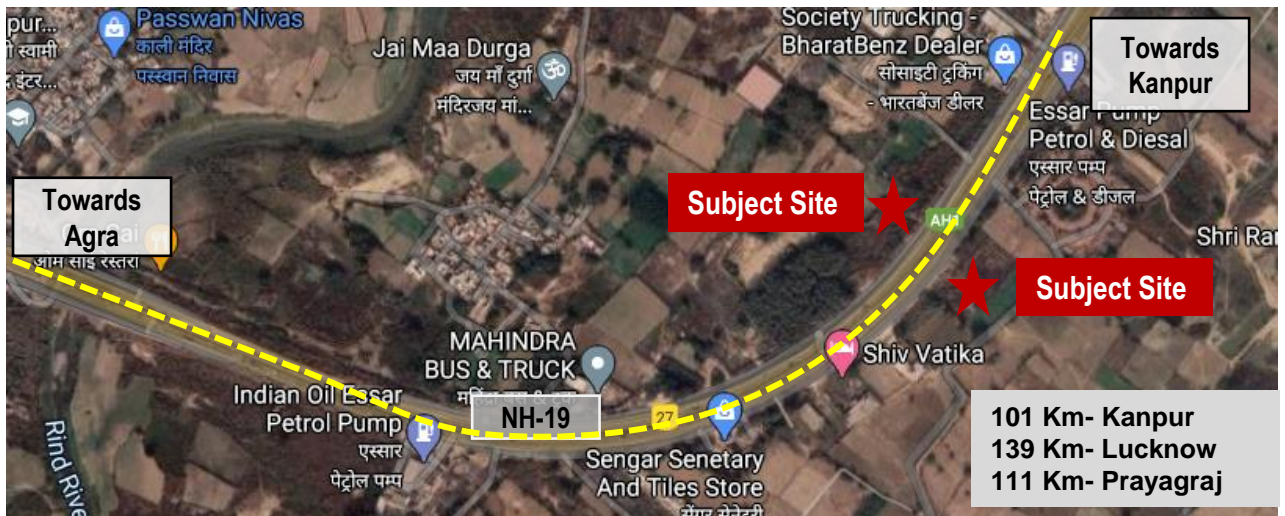 pur...
Passwan Nivas
काली मंदिर
पस्वान निवास
Jai Maa Durga
जय माँ दुर्गा
मंदिरजय मां...
Society Trucking -
BharatBenz Dealer
सोसाइटी ट्रकिंग
- भारतबेंज डीलर
Towards
Kanpur
Essar Pump
Petrol & Diesal
एस्सार पम्प
पेट्रोल & डीजल
Towards
Agra
Subject Site
AH1
Shri Rar
Subject Site
MAHINDRA
BUS & TRUCK
Shiv Vatika
Indian Oil Essar
Petrol Pump
एस्सार
पेट्रोल पम्प
NH-19
27
Sengar Senetary
And Tiles Store
Rind Rive
101 Km- Kanpur
139 Km- Lucknow
111 Km- Prayagraj